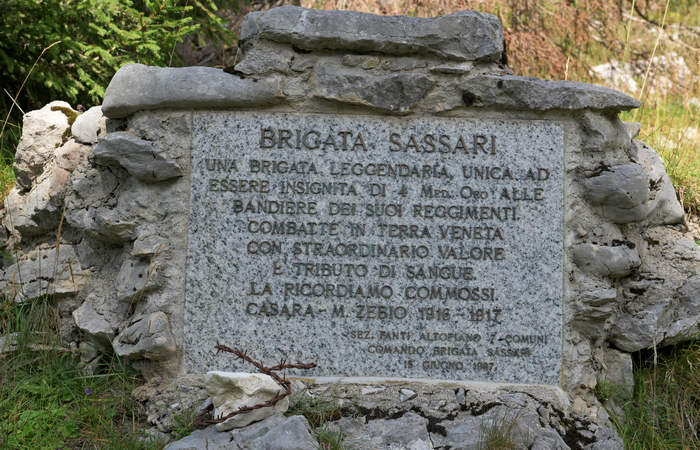 BRIGATA SASSARI
UNA BRIGATA LEGGENDARIA, UNICA AD
ESSERE INSIGNITA DI 4 MED. ORO ALLE
BANDIERE DEI SUOI REGGIMENTI.
COMBATTE IN TERRA VENETA
CON STRAORDINARIO VALORE
E TRIBUTO DI SANGUE.
LA RICORDIAMO COMMOSSI.
CASARA - M. ZEBIO 1916 - 1917
SEZ. FANTI ALTOPIANO 7 COMUNI
COMANDO BRIGATA SASSARI
GIUGNO